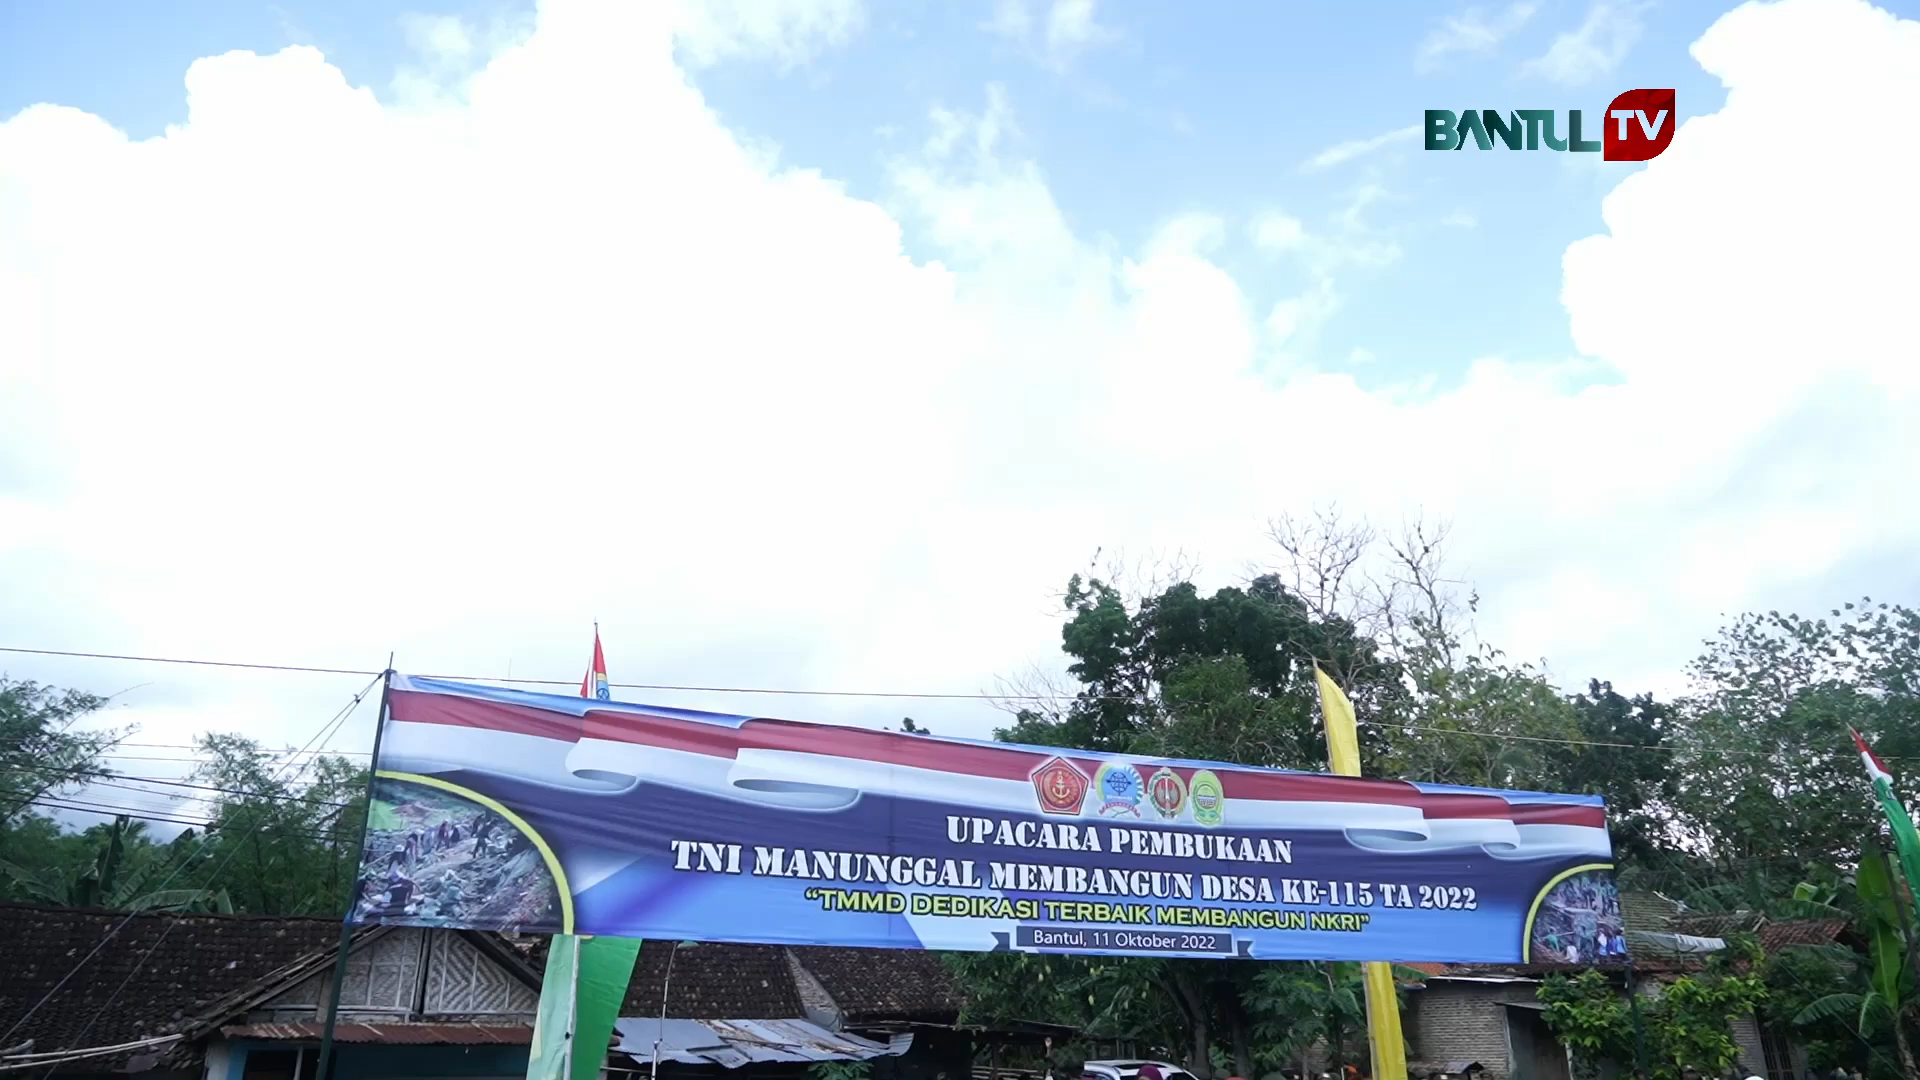 BANTUL TV
UPACARA PEMBUKAAN
TNI MANUNGGAL MEMBANGUN DESA KE-115 TA 2022
“TMMD DEDIKASI TERBAIK MEMBANGUN NKRI”
Bantul, 11 Oktober 2022